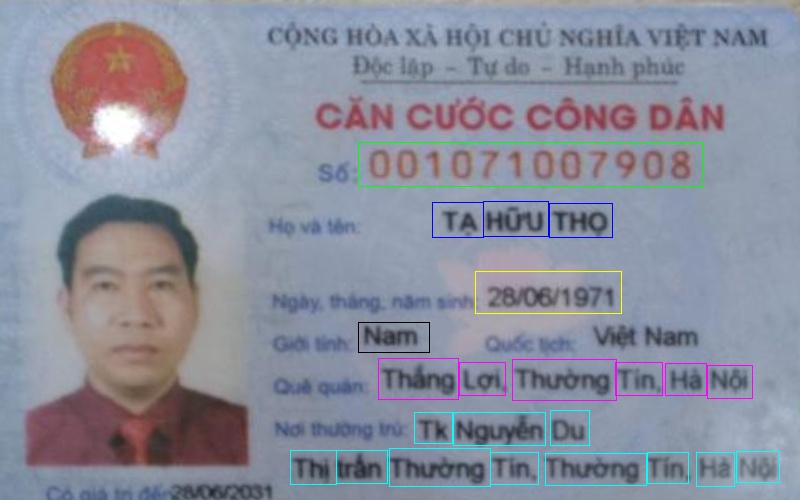 CỘNG HÒA XÃ HỘI CHỦ NGHĨA VIỆT NAM
Độc lập - Tự do - Hạnh phúc
CĂN CƯỚC CÔNG DÂN
Số: 001071007908
Họ và tên: TẠ HỮU THỌ
Ngày, tháng, năm sinh: 28/06/1971
Giới tính: Nam Quốc tịch: Việt Nam
Quê quán: Thắng Lợi, Thường Tín, Hà Nội
Nơi thường trú: Tk Nguyễn Du
Thị trấn Thường Tín, Thường Tín, Hà Nội
Có giá trị đến 28/06/2031